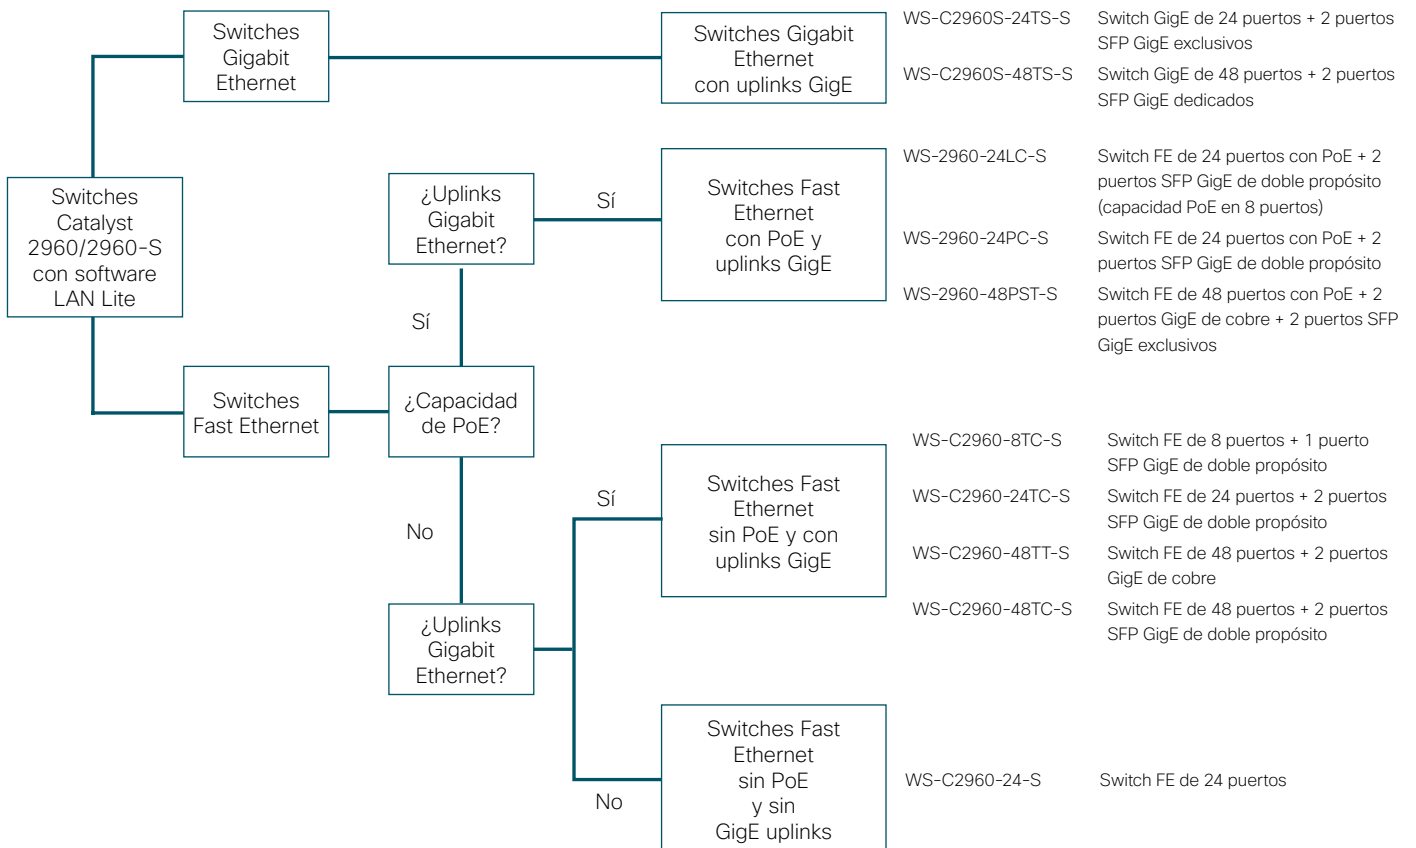 Switches
Gigabit
Ethernet
Switches Gigabit
Ethernet
con uplinks GigE
WS-C2960S-24TS-S
Switch GigE de 24 puertos + 2 puertos
SFP GigE exclusivos
WS-C2960S-48TS-S
Switch GigE de 48 puertos + 2 puertos
SFP GigE dedicados
Switches
Catalyst
2960/2960-S
con software
LAN Lite
¿Uplinks
Gigabit
Ethernet?
Sí
Switches Fast
Ethernet
con PoE y
uplinks GigE
WS-2960-24LC-S
Switch FE de 24 puertos con PoE + 2
puertos SFP GigE de doble propósito
(capacidad PoE en 8 puertos)
WS-2960-24PC-S
Switch FE de 24 puertos con PoE + 2
puertos SFP GigE de doble propósito
WS-2960-48PST-S
Switch FE de 48 puertos con PoE + 2
puertos GigE de cobre + 2 puertos SFP
GigE exclusivos
Sí
Switches
Fast Ethernet
¿Capacidad
de PoE?
No
¿Uplinks
Gigabit
Ethernet?
Sí
Switches Fast
Ethernet
sin PoE y con
uplinks GigE
WS-C2960-8TC-S
Switch FE de 8 puertos + 1 puerto
SFP GigE de doble propósito
WS-C2960-24TC-S
Switch FE de 24 puertos + 2 puertos
SFP GigE de doble propósito
WS-C2960-48TT-S
Switch FE de 48 puertos + 2 puertos
GigE de cobre
WS-C2960-48TC-S
Switch FE de 48 puertos + 2 puertos
SFP GigE de doble propósito
No
Switches Fast
Ethernet
sin PoE
y sin
GigE uplinks
WS-C2960-24-S
Switch FE de 24 puertos